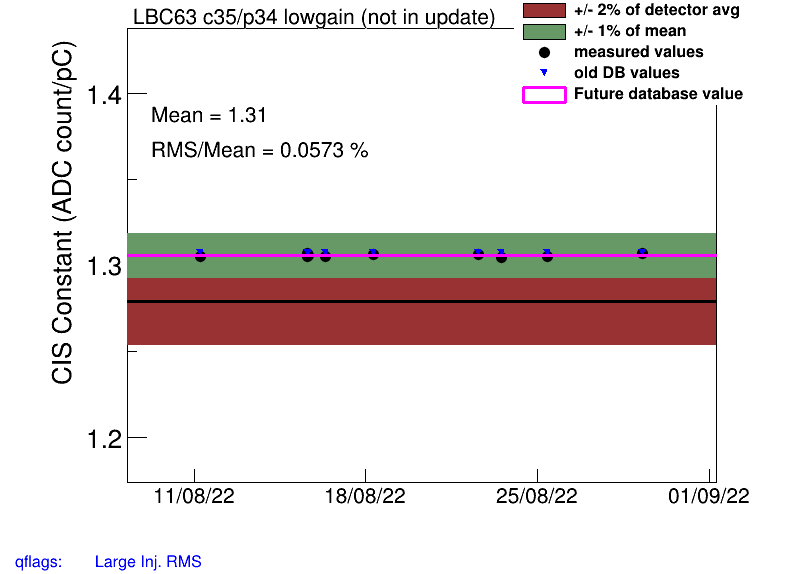 LBC63 c35/p34 lowgain (not in update)
+/- 2% of detector avg
+/- 1% of mean
measured values
old DB values
Future database value
CIS Constant (ADC count/pC)
Mean = 1.31
RMS/Mean = 0.0573 %
1.4
1.3
1.2
11/08/22 18/08/22 25/08/22 01/09/22
qflags: Large Inj. RMS